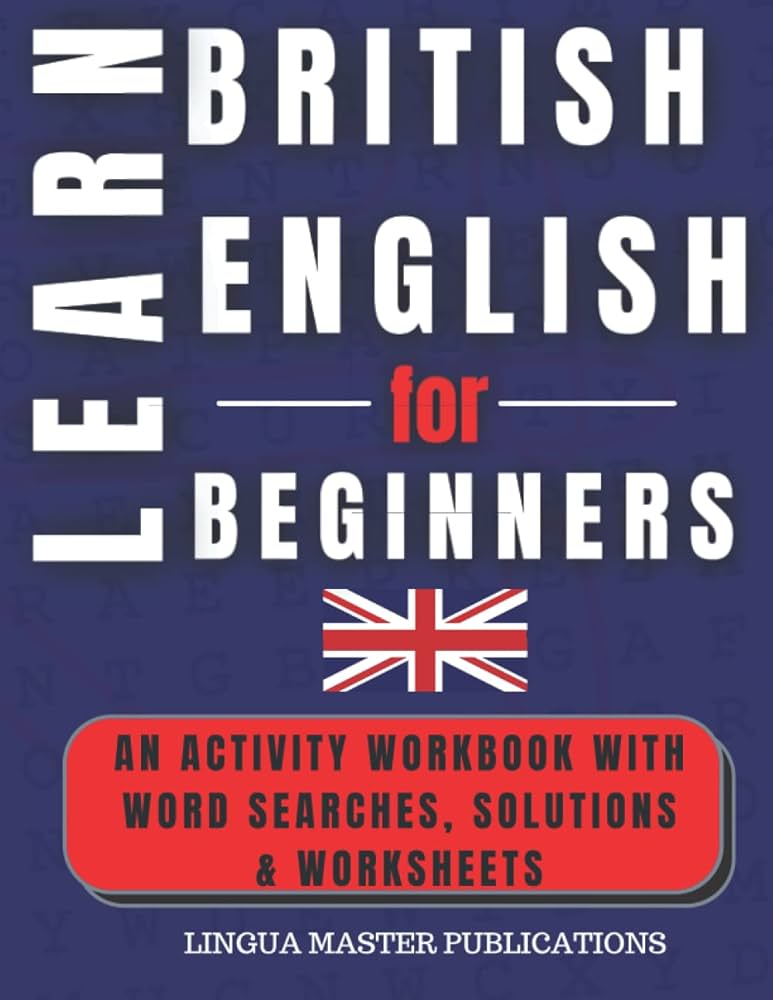 LEARN
BRITISH
ENGLISH
for
BEGINNERS
AN ACTIVITY WORKBOOK WITH
WORD SEARCHES, SOLUTIONS
& WORKSHEETS
LINGUA MASTER PUBLICATIONS